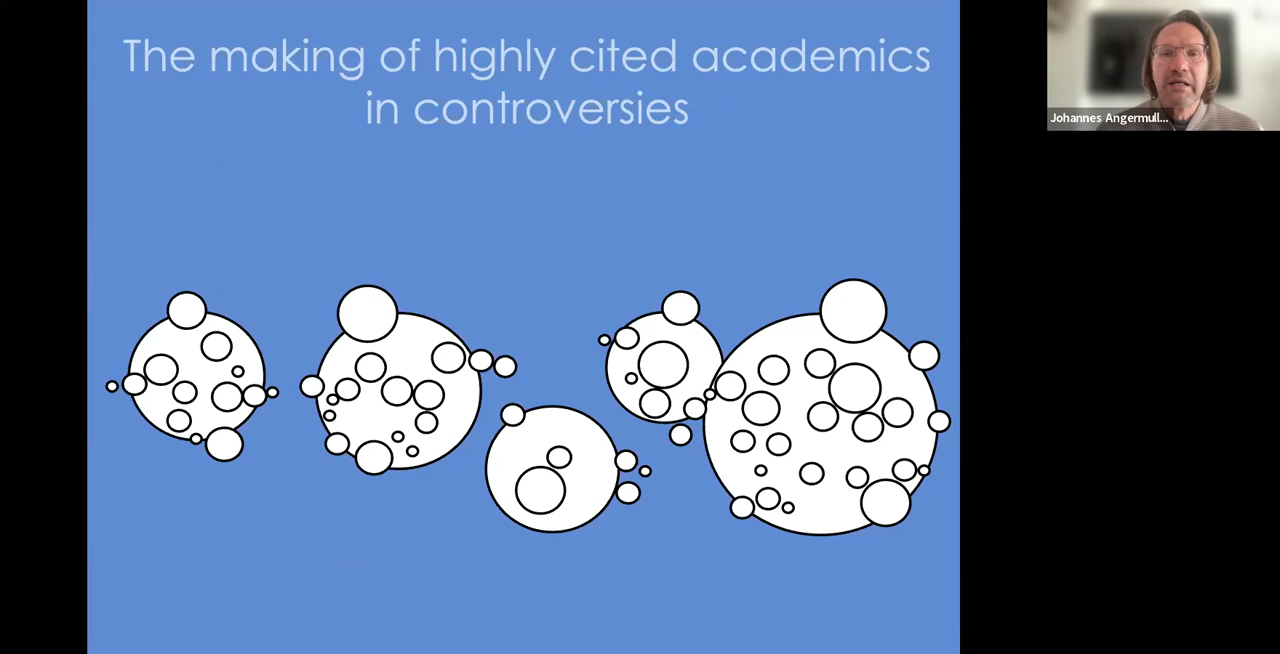 The making of highly cited academics
in controversies
Johannes Angermull...